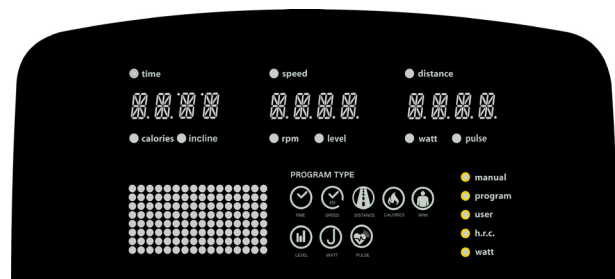 time speed distance
calories incline rpm level watt pulse
PROGRAM TYPE
TIME SPEED DISTANCE CALORIES RPM
LEVEL WATT PULSE
manual
program
user
h.r.c.
watt